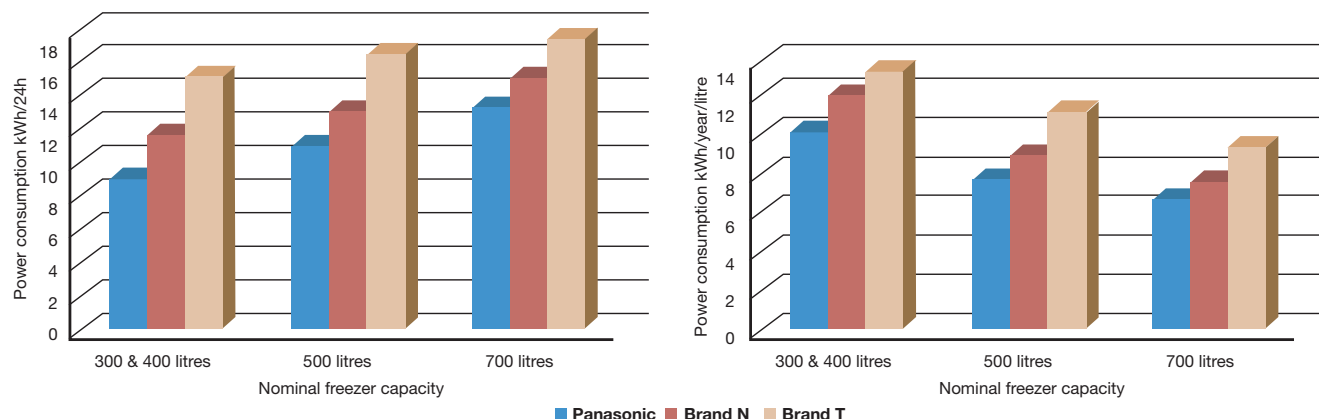 Power consumption kWh/24h
18
16
14
12
10
8
6
4
2
0
300 & 400 litres
500 litres
700 litres
Nominal freezer capacity
Power consumption kWh/year/litre
14
12
10
8
6
4
2
0
300 & 400 litres
500 litres
700 litres
Nominal freezer capacity
Panasonic Brand N Brand T